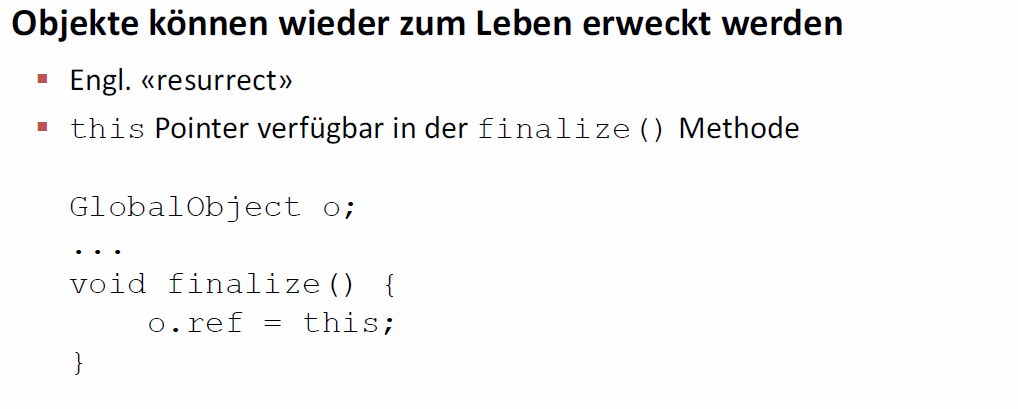 Objekte können wieder zum Leben erweckt werden
▪ Engl. «resurrect»
▪ this Pointer verfügbar in der finalize() Methode
GlobalObject o;
...
void finalize() {
    o.ref = this;
}